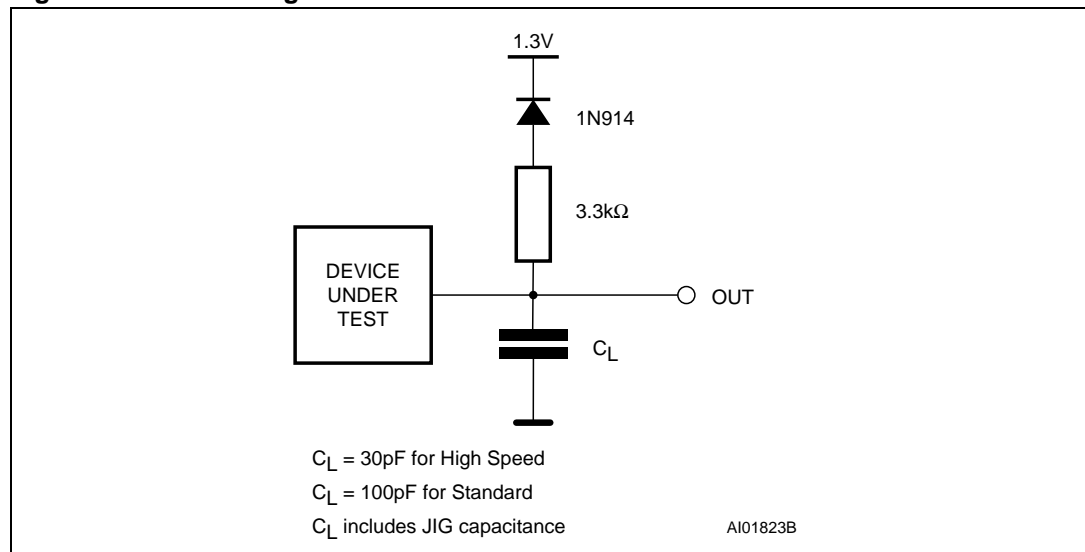 1.3V
1N914
3.3kΩ
DEVICE
UNDER
TEST
OUT
CL
CL = 30pF for High Speed
CL = 100pF for Standard
CL includes JIG capacitance
AI01823B